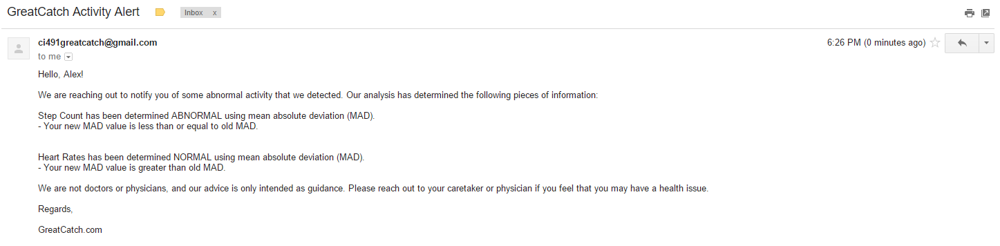 GreatCatch Activity Alert Inbox x
ci491greatcatch@gmail.com 6:26 PM (0 minutes ago)
to me
Hello, Alex!
We are reaching out to notify you of some abnormal activity that we detected. Our analysis has determined the following pieces of information:
Step Count has been determined ABNORMAL using mean absolute deviation (MAD).
- Your new MAD value is less than or equal to old MAD.
Heart Rates has been determined NORMAL using mean absolute deviation (MAD).
- Your new MAD value is greater than old MAD.
We are not doctors or physicians, and our advice is only intended as guidance. Please reach out to your caretaker or physician if you feel that you may have a health issue.
Regards,
GreatCatch.com